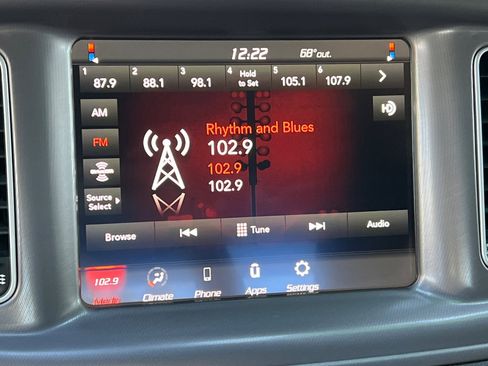 12:22 68°out.
1 2 3 4 5 6
87.9 88.1 98.1 Hold to Set 105.1 107.9
AM
HD
FM
Rhythm and Blues
102.9
102.9
102.9
Source Select
Browse Tune Audio
102.9
Media Climate Phone Apps Settings